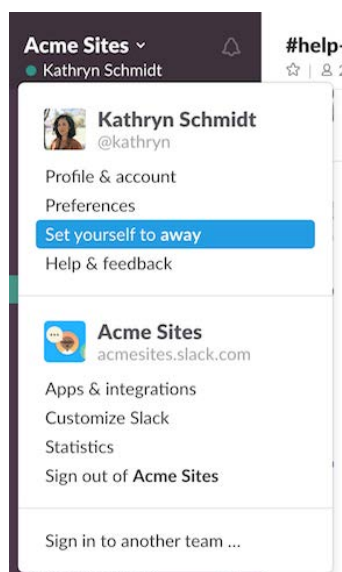 Acme Sites
Kathryn Schmidt
#help-
2
Kathryn Schmidt
@kathryn
Profile & account
Preferences
Set yourself to away
Help & feedback
Acme Sites
acmesites.slack.com
Apps & integrations
Customize Slack
Statistics
Sign out of Acme Sites
Sign in to another team ...